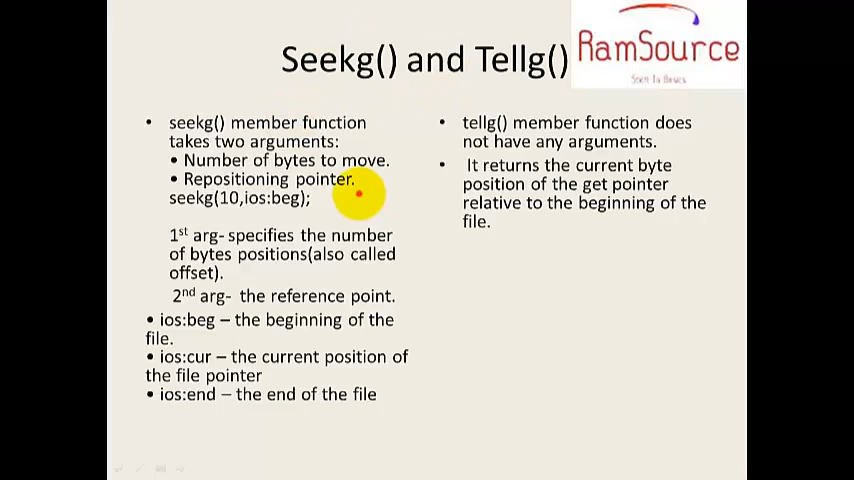 Seekg() and Tellg()
RamSource
• seekg() member function
takes two arguments:
• Number of bytes to move.
• Repositioning pointer.
seekg(10,ios:beg);
1st arg- specifies the number
of bytes positions(also called
offset).
2nd arg- the reference point.
• ios:beg – the beginning of the
file.
• ios:cur – the current position of
the file pointer
• ios:end – the end of the file
• tellg() member function does
not have any arguments.
• It returns the current byte
position of the get pointer
relative to the beginning of the
file.